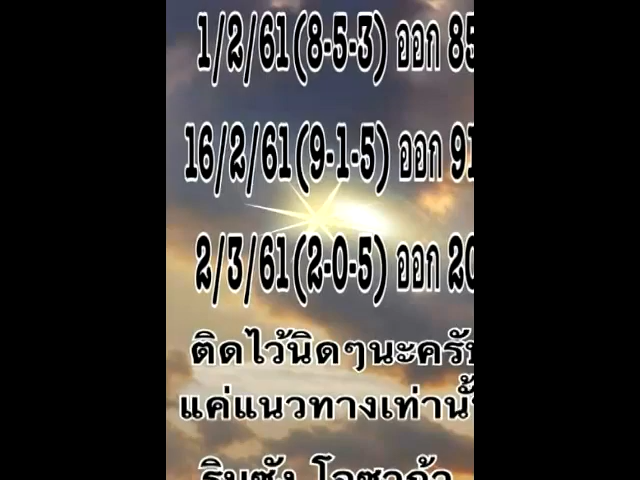 1/2/61(8-5-3) ออก 85
16/2/61(9-1-5) ออก 91
2/3/61(2-0-5) ออก 20
ติดไว้นิดๆนะครับ
แค่แนวทางเท่านั้น